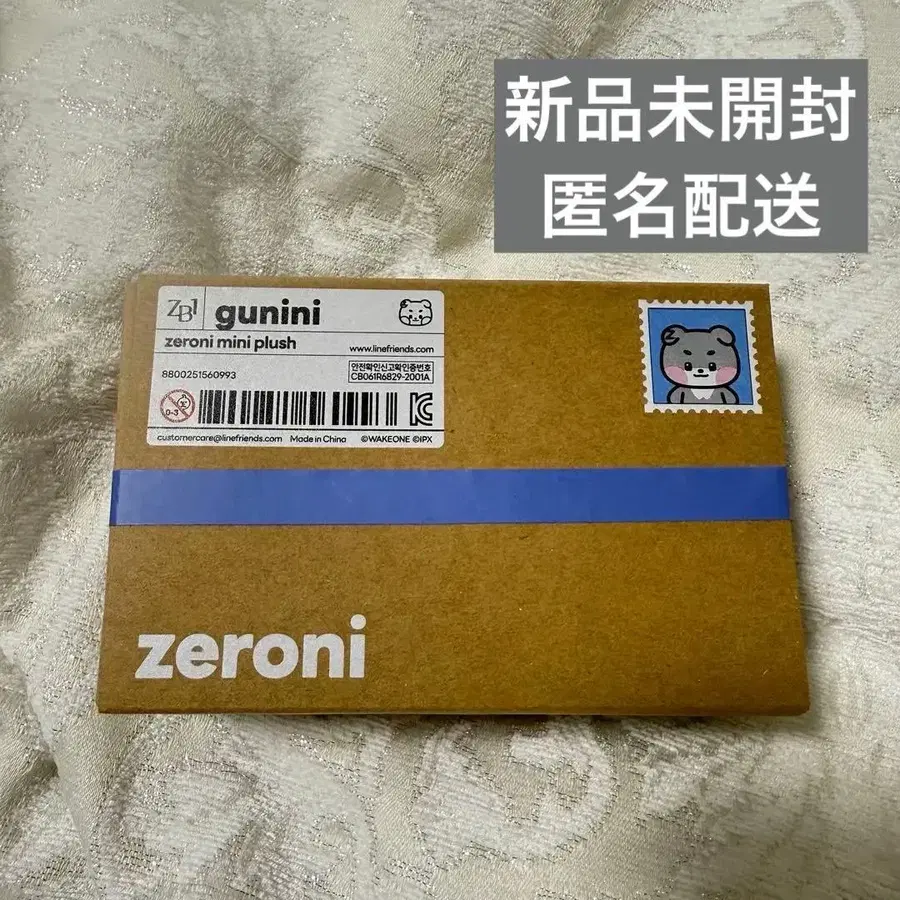 新品未開封
匿名配送
ZB1 gunini
zeroni mini plush
www.linefriends.com
8800251560993
안전확인신고확인증번호
CB061R6829-2001A
0-3
customercare@linefriends.com Made in China ©WAKEONE ©IPX
zeroni